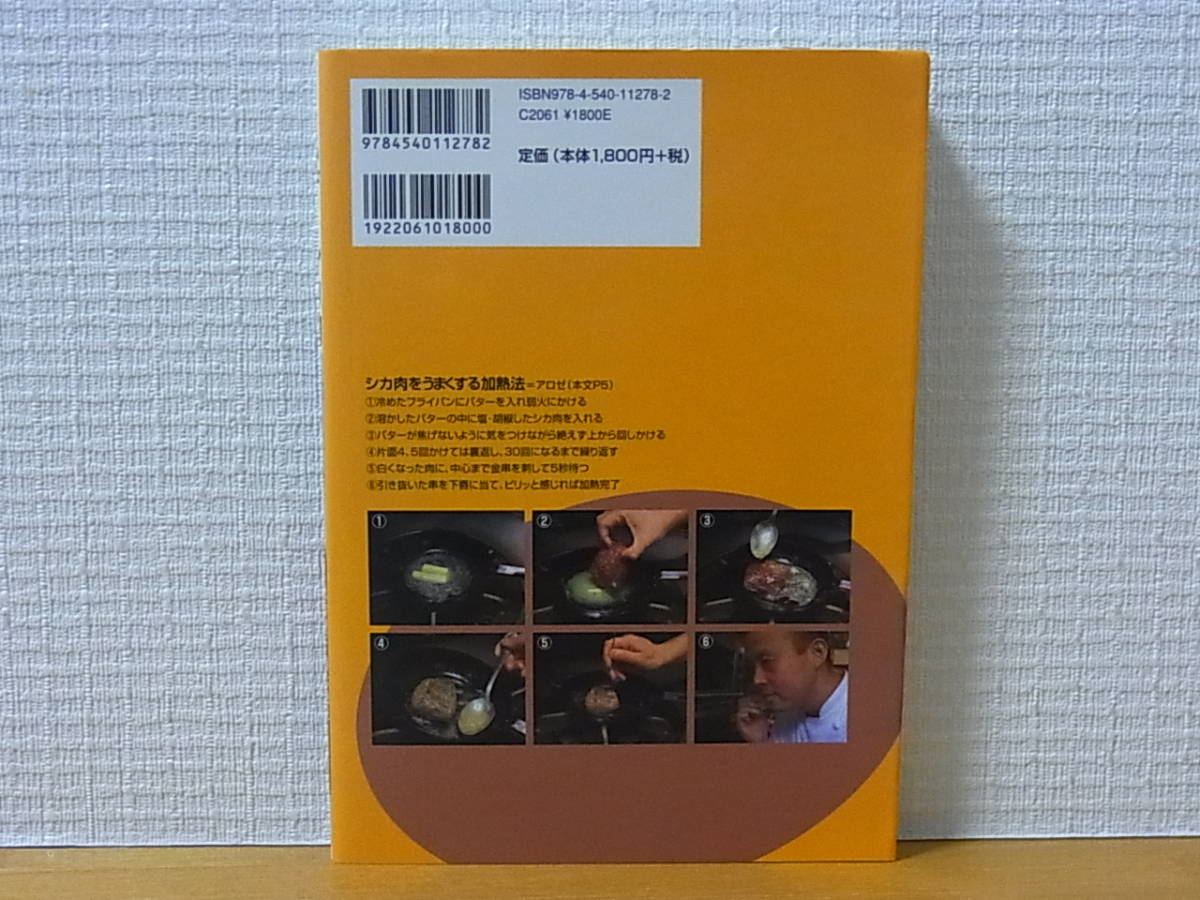 ISBN978-4-540-11278-2
C2061 ¥1800E
9784540112782
定価（本体1,800円+税）
1922061018000
シカ肉をうまくする加熱法=アロゼ（本文P5）
①冷めたフライパンにバターを入れ弱火にかける
②溶かしたバターの中に塩・胡椒したシカ肉を入れる
③バターが焦げないように気をつけながら絶えず上から回しかける
④片面4、5回かけては裏返し、30回になるまで繰り返す
⑤白くなった肉に、中心まで金串を刺して5秒待つ
⑥引き抜いた串を下唇に当て、ピリッと感じれば加熱完了
① ② ③
④ ⑤ ⑥